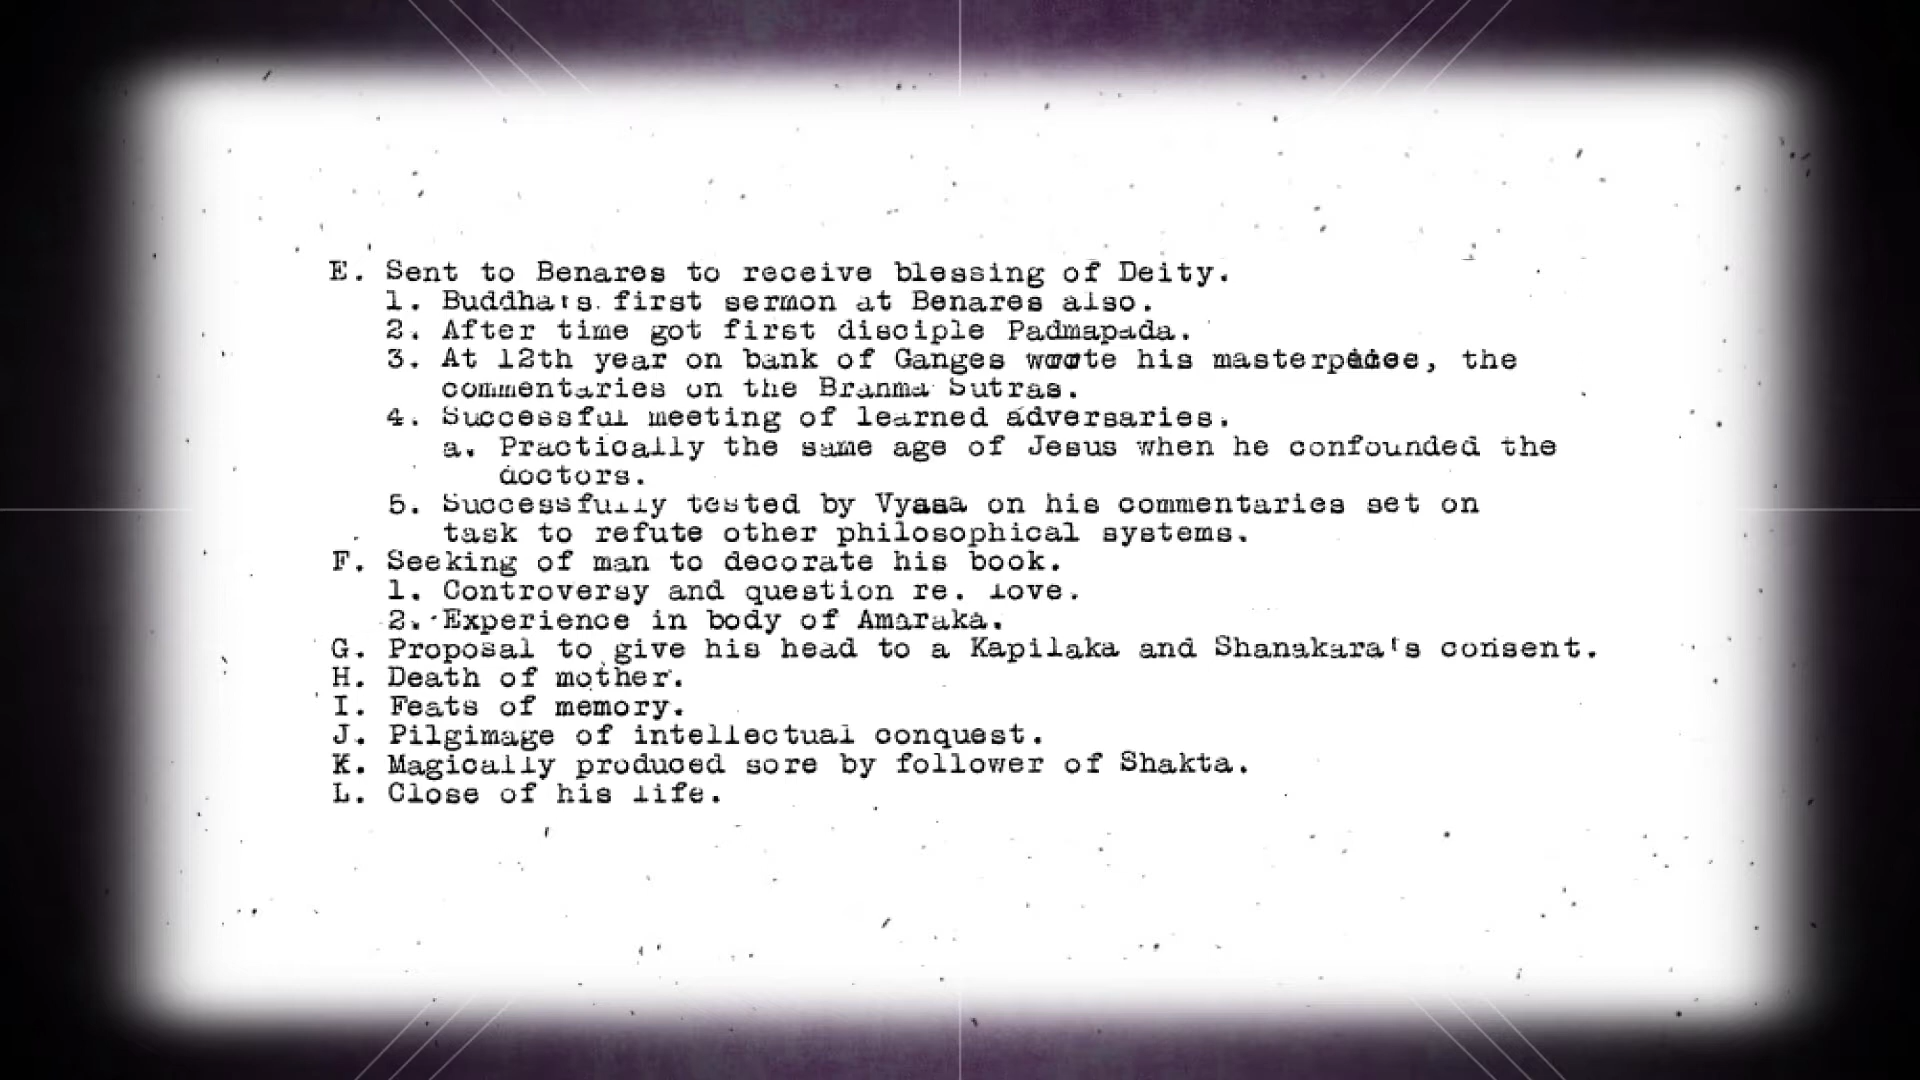 E. Sent to Benares to receive blessing of Deity.
1. Buddha's first sermon at Benares also.
2. After time got first disciple Padmapada.
3. At 12th year on bank of Ganges wrote his masterpiece, the
commentaries on the Brahma Sutras.
4. Successful meeting of learned adversaries.
a. Practically the same age of Jesus when he confounded the
doctors.
5. Successfully tested by Vyasa on his commentaries set on
task to refute other philosophical systems.
F. Seeking of man to decorate his book.
1. Controversy and question re. love.
2. Experience in body of Amaraka.
G. Proposal to give his head to a Kapilaka and Shanakara's consent.
H. Death of mother.
I. Feats of memory.
J. Pilgimage of intellectual conquest.
K. Magically produced sore by follower of Shakta.
L. Close of his life.